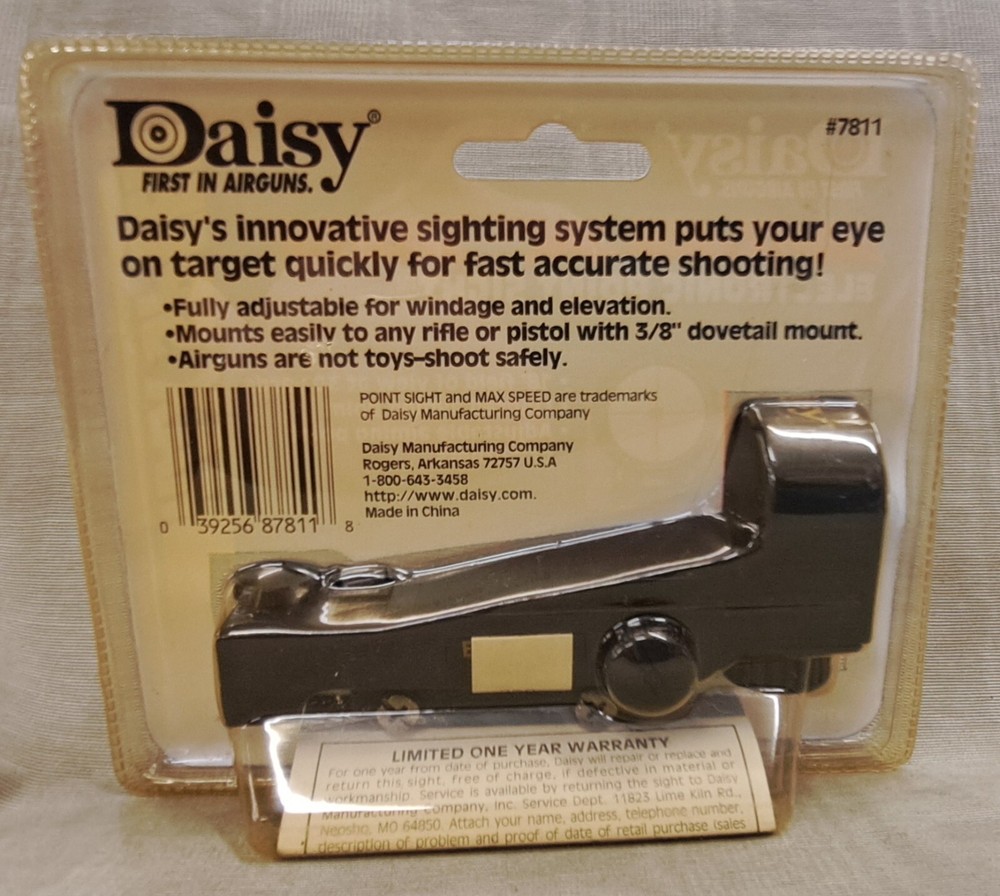 Daisy®
FIRST IN AIRGUNS.
#7811
Daisy's innovative sighting system puts your eye
on target quickly for fast accurate shooting!
•Fully adjustable for windage and elevation.
•Mounts easily to any rifle or pistol with 3/8" dovetail mount.
•Airguns are not toys–shoot safely.
POINT SIGHT and MAX SPEED are trademarks
of Daisy Manufacturing Company
Daisy Manufacturing Company
Rogers, Arkansas 72757 U.S.A
1-800-643-3458
http://www.daisy.com.
Made in China
0 39256 87811 8
LIMITED ONE YEAR WARRANTY
For one year from date of purchase, Daisy will repair or replace and
return this sight, free of charge, if defective in material or
workmanship. Service is available by returning the sight to Daisy
Manufacturing Company, Inc. Service Dept. 11823 Lime Kiln Rd.,
Neosho, MO 64850. Attach your name, address, telephone number,
description of problem and proof of date of retail purchase (sales